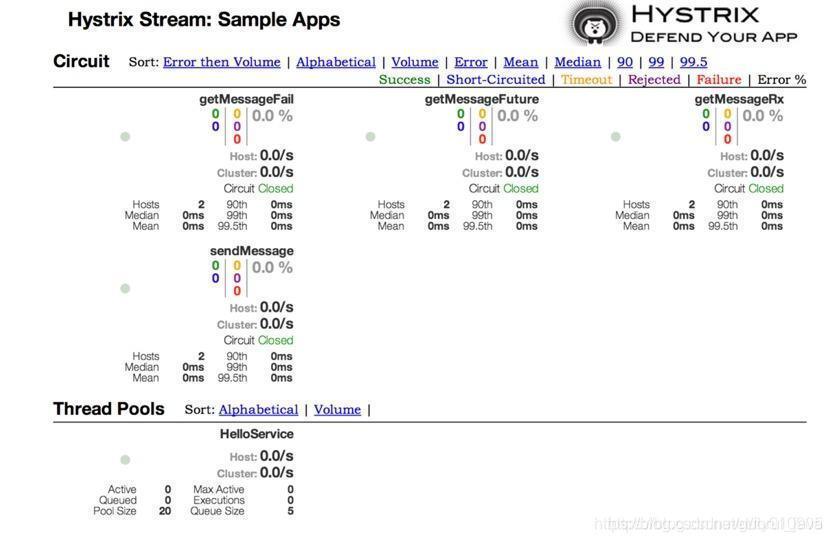 Hystrix Stream: Sample Apps
HYSTRIX
DEFEND YOUR APP
Circuit Sort: Error then Volume | Alphabetical | Volume | Error | Mean | Median | 90 | 99 | 99.5
Success | Short-Circuited | Timeout | Rejected | Failure | Error %
getMessageFail
0 0 0.0 %
0 0
0
Host: 0.0/s
Cluster: 0.0/s
Circuit Closed
Hosts 2 90th 0ms
Median 0ms 99th 0ms
Mean 0ms 99.5th 0ms
getMessageFuture
0 0 0.0 %
0 0
0
Host: 0.0/s
Cluster: 0.0/s
Circuit Closed
Hosts 2 90th 0ms
Median 0ms 99th 0ms
Mean 0ms 99.5th 0ms
getMessageRx
0 0 0.0 %
0 0
0
Host: 0.0/s
Cluster: 0.0/s
Circuit Closed
Hosts 2 90th 0ms
Median 0ms 99th 0ms
Mean 0ms 99.5th 0ms
sendMessage
0 0 0.0 %
0 0
0
Host: 0.0/s
Cluster: 0.0/s
Circuit Closed
Hosts 2 90th 0ms
Median 0ms 99th 0ms
Mean 0ms 99.5th 0ms
Thread Pools Sort: Alphabetical | Volume |
HelloService
Host: 0.0/s
Cluster: 0.0/s
Active 0 Max Active 0
Queued 0 Executions 0
Pool Size 20 Queue Size 5